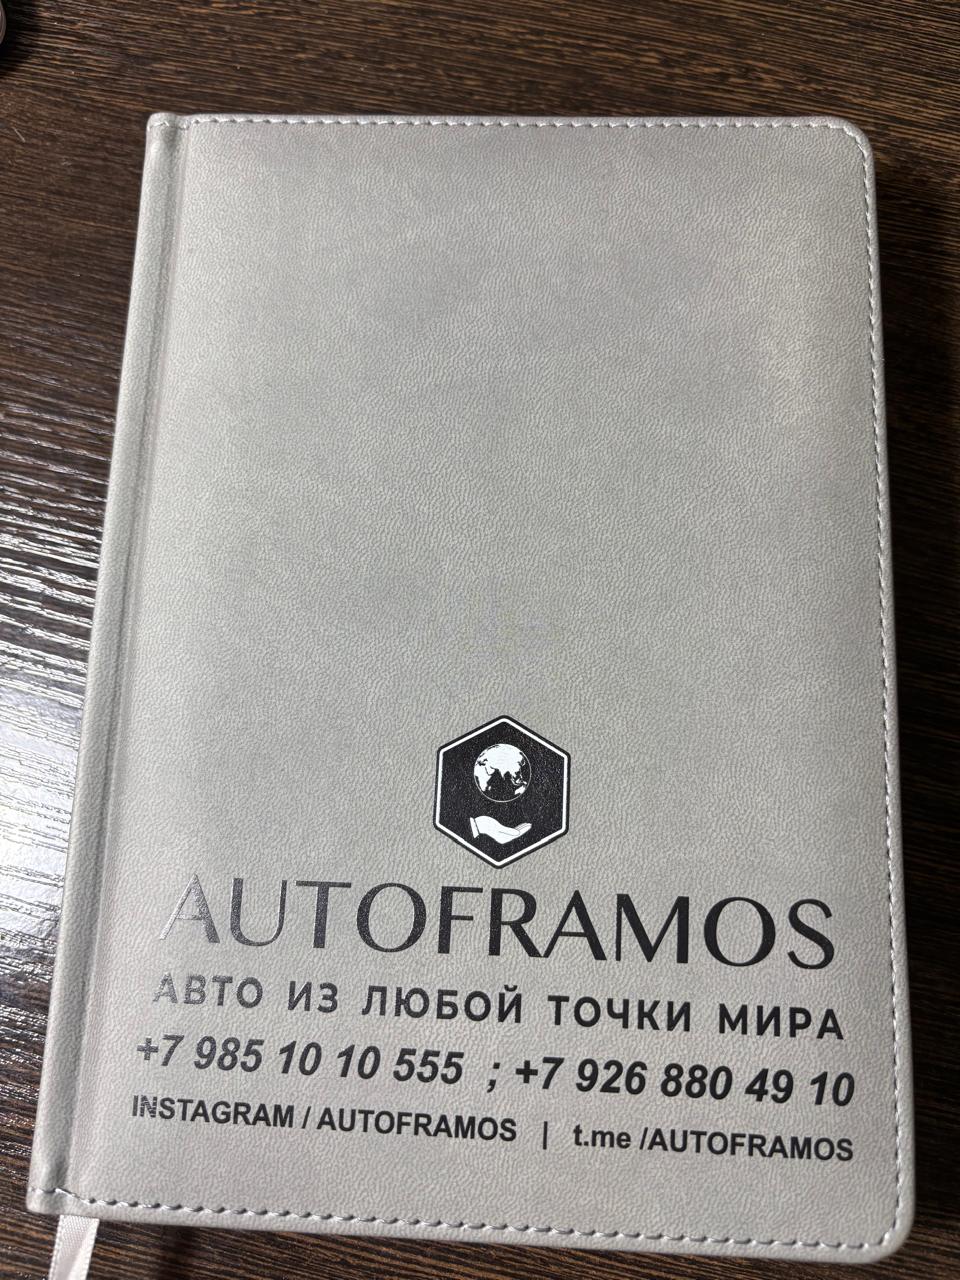 AUTOFRAMOS
АВТО ИЗ ЛЮБОЙ ТОЧКИ МИРА
+7 985 10 10 555 ; +7 926 880 49 10
INSTAGRAM / AUTOFRAMOS | t.me /AUTOFRAMOS